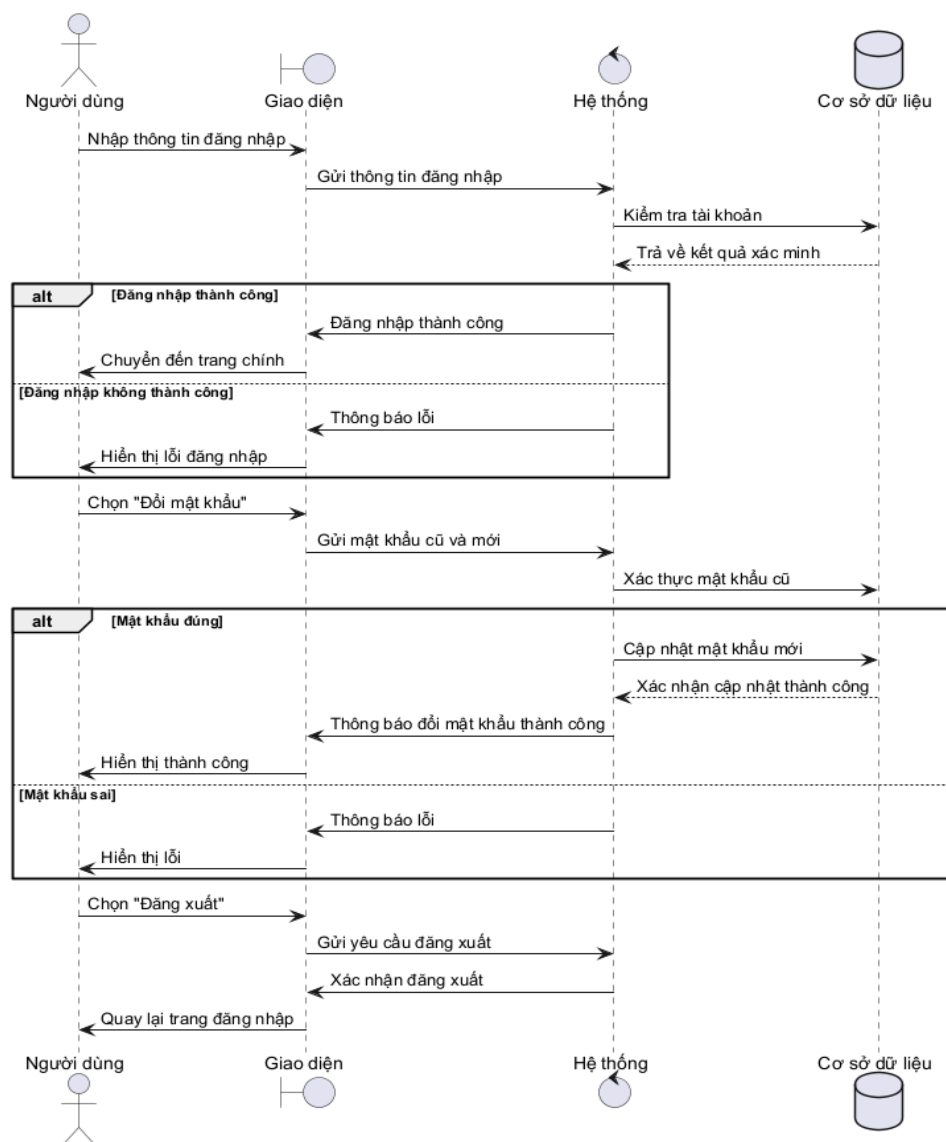 Người dùng
Giao diện
Hệ thống
Cơ sở dữ liệu
Nhập thông tin đăng nhập
Gửi thông tin đăng nhập
Kiểm tra tài khoản
Trả về kết quả xác minh
alt
[Đăng nhập thành công]
Đăng nhập thành công
Chuyển đến trang chính
[Đăng nhập không thành công]
Thông báo lỗi
Hiển thị lỗi đăng nhập
Chọn "Đổi mật khẩu"
Gửi mật khẩu cũ và mới
Xác thực mật khẩu cũ
alt
[Mật khẩu đúng]
Cập nhật mật khẩu mới
Xác nhận cập nhật thành công
Thông báo đổi mật khẩu thành công
Hiển thị thành công
[Mật khẩu sai]
Thông báo lỗi
Hiển thị lỗi
Chọn "Đăng xuất"
Gửi yêu cầu đăng xuất
Xác nhận đăng xuất
Quay lại trang đăng nhập
Người dùng
Giao diện
Hệ thống
Cơ sở dữ liệu